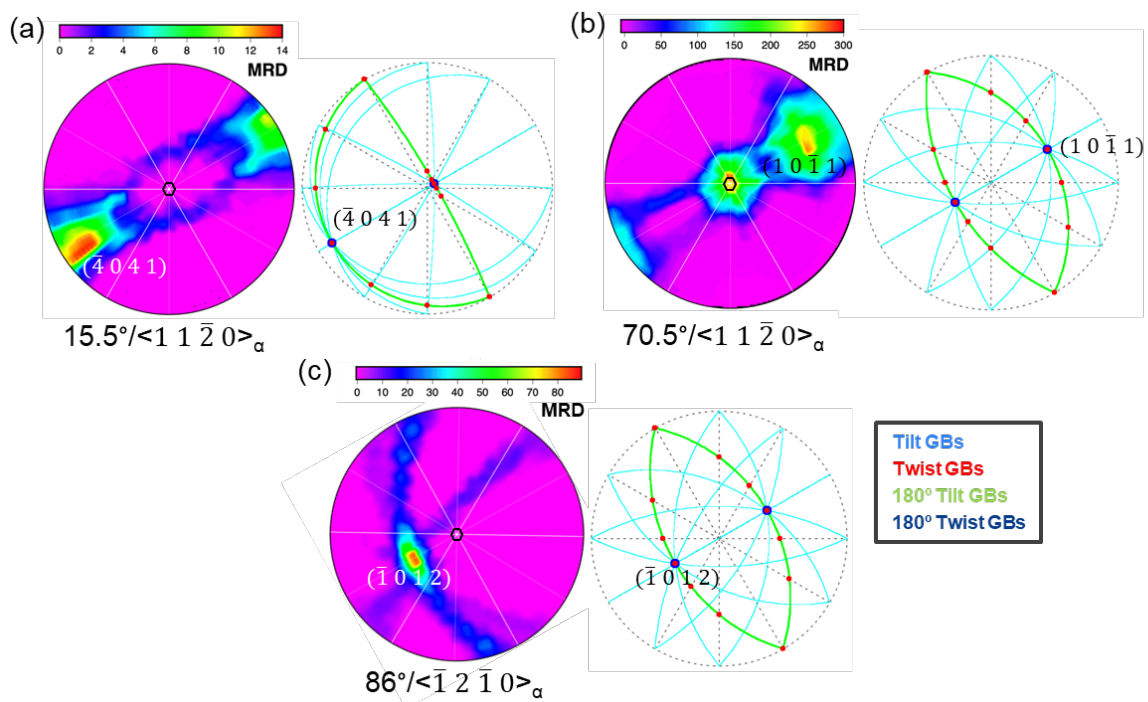 (a)
0 2 4 6 8 10 12 14
MRD
(4̅ 0 4 1)
(4̅ 0 4 1)
15.5°/<1 1 2̅ 0>α
(b)
0 50 100 150 200 250 300
MRD
(1 0 1̅ 1)
(1 0 1̅ 1)
70.5°/<1 1 2̅ 0>α
(c)
0 10 20 30 40 50 60 70 80
MRD
(1̅ 0 1 2)
(1̅ 0 1 2)
86°/<1̅ 2 1̅ 0>α
Tilt GBs
Twist GBs
180º Tilt GBs
180º Twist GBs